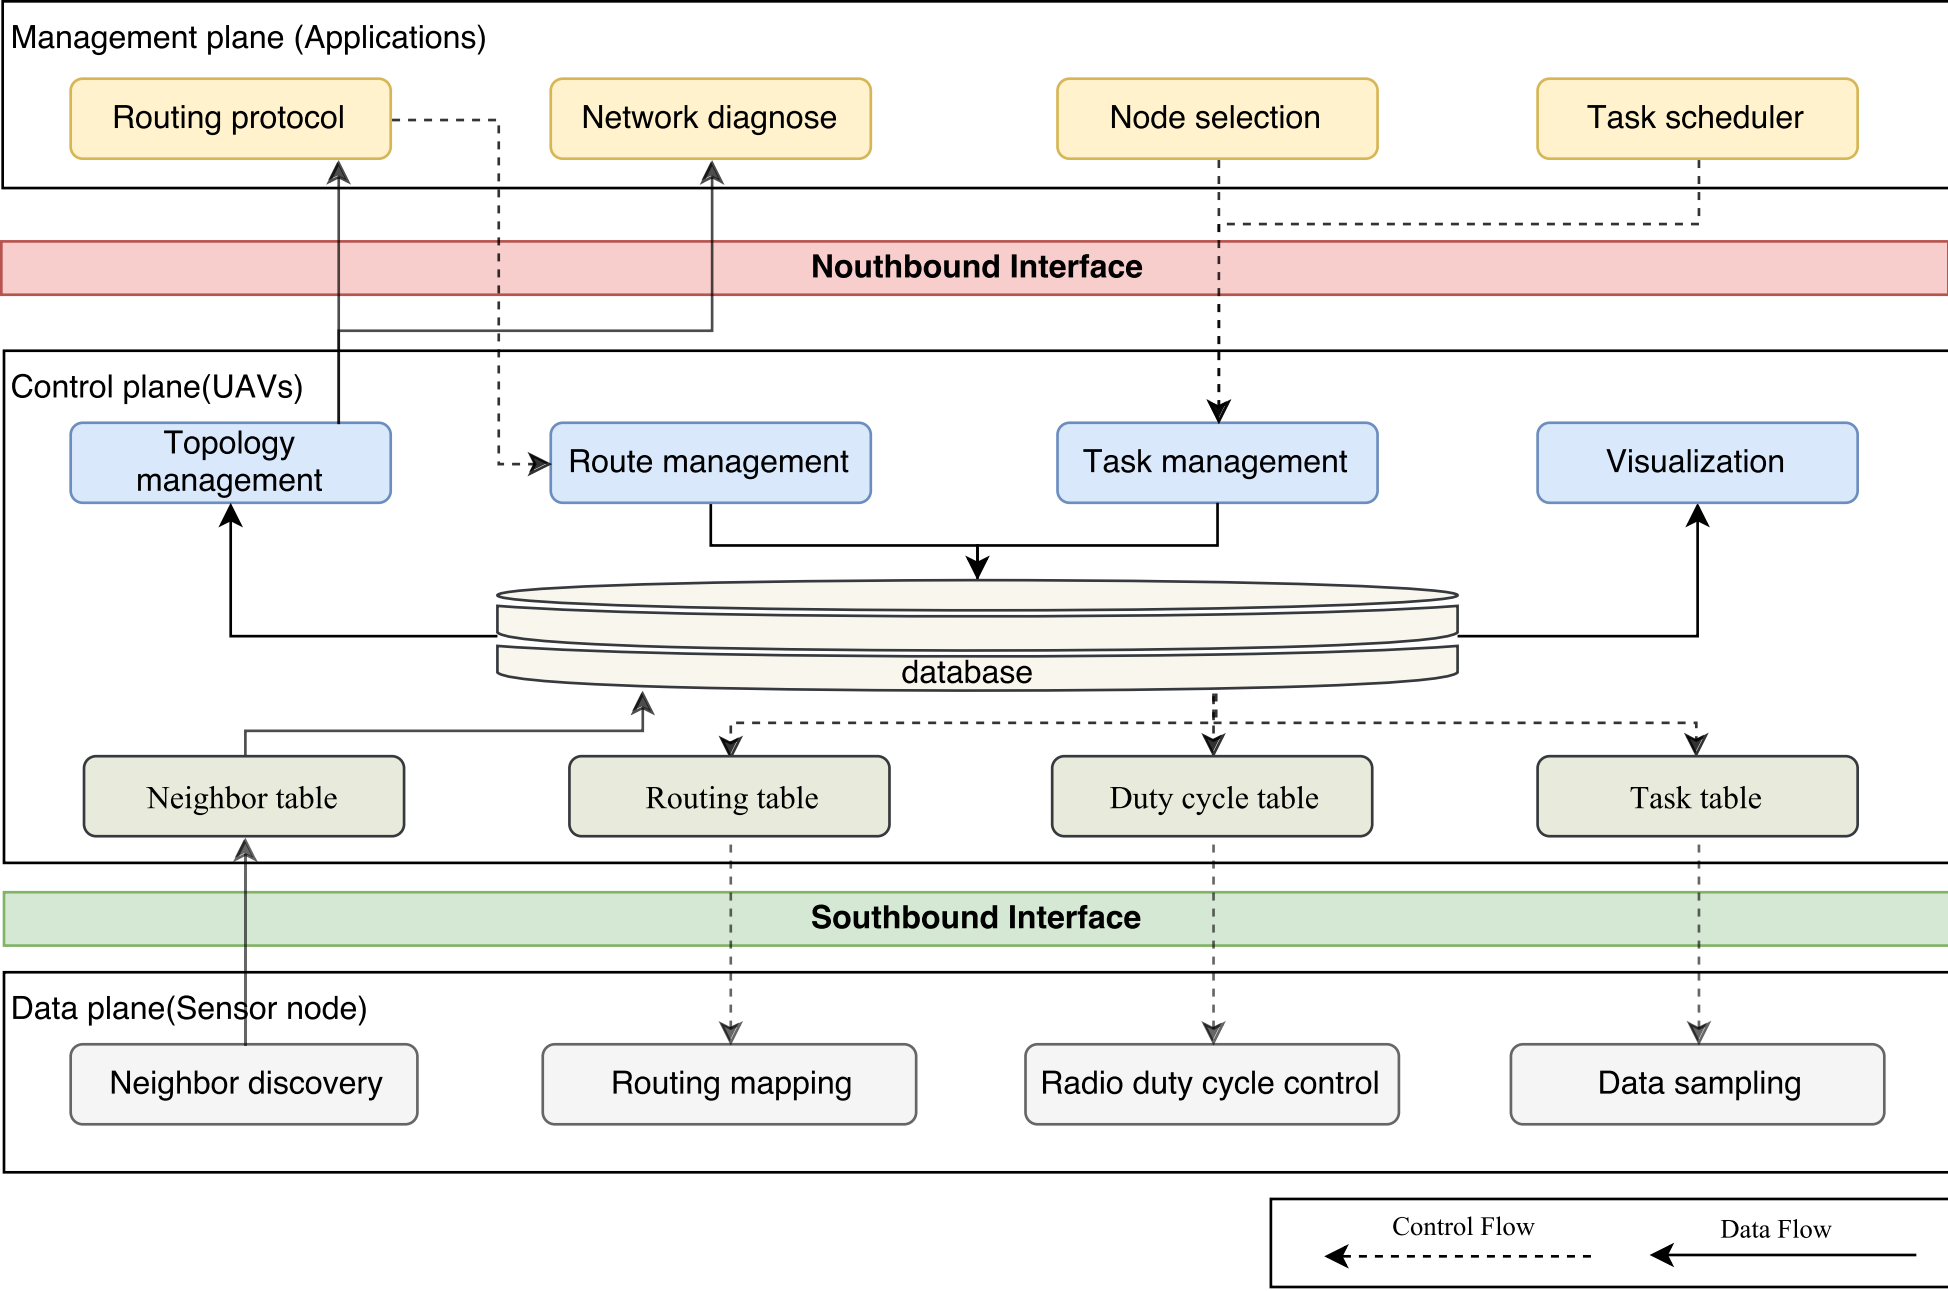 Management plane (Applications)
Routing protocol
Network diagnose
Node selection
Task scheduler
Nouthbound Interface
Control plane(UAVs)
Topology
management
Route management
Task management
Visualization
database
Neighbor table
Routing table
Duty cycle table
Task table
Southbound Interface
Data plane(Sensor node)
Neighbor discovery
Routing mapping
Radio duty cycle control
Data sampling
Control Flow
Data Flow